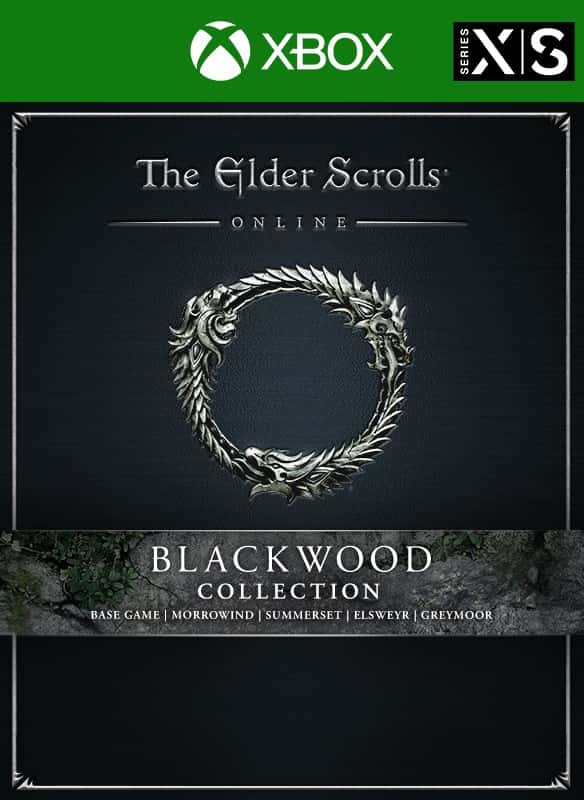 XBOX
SERIES X|S
The Elder Scrolls
ONLINE
BLACKWOOD
COLLECTION
BASE GAME | MORROWIND | SUMMERSET | ELSWEYR | GREYMOOR